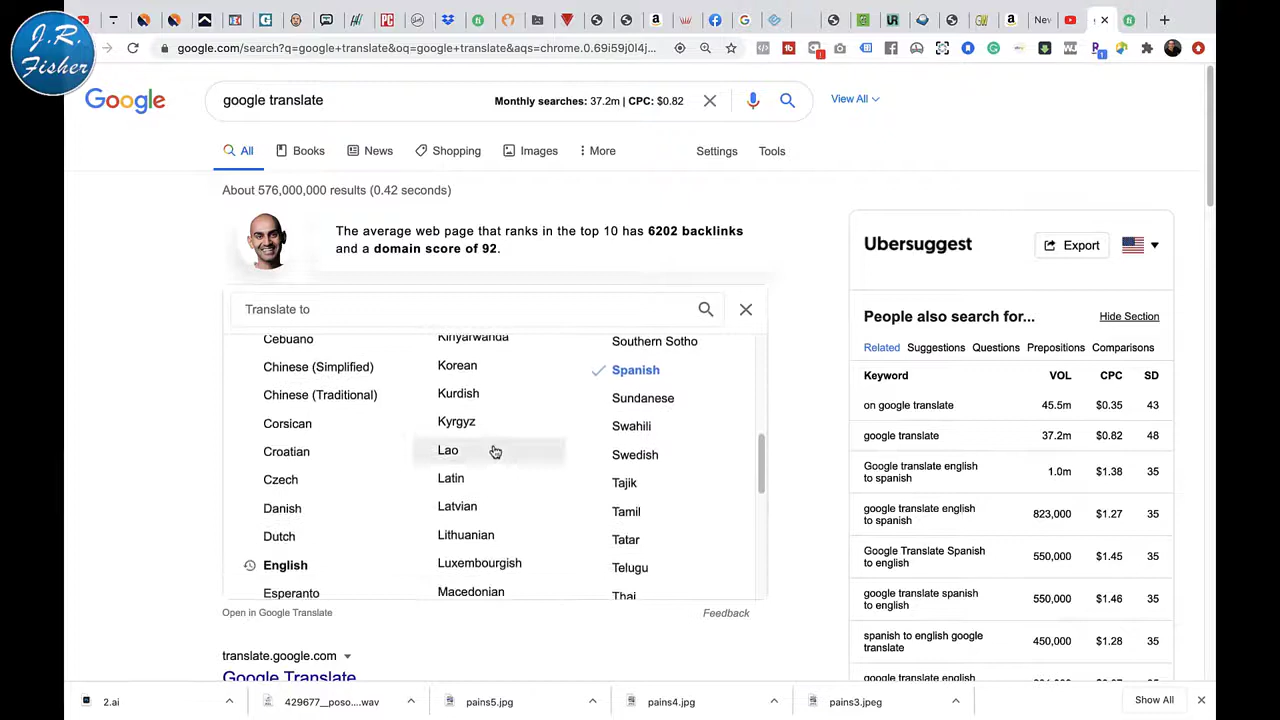 J.R.
Fisher
google.com/search?q=google+translate&oq=google+translate&aqs=chrome.0.69i59j0l4j...
Google
google translate
Monthly searches: 37.2m | CPC: $0.82
View All
All
Books
News
Shopping
Images
More
Settings
Tools
About 576,000,000 results (0.42 seconds)
The average web page that ranks in the top 10 has 6202 backlinks
and a domain score of 92.
Translate to
Cebuano
Chinese (Simplified)
Chinese (Traditional)
Corsican
Croatian
Czech
Danish
Dutch
English
Esperanto
Kinyarwanda
Korean
Kurdish
Kyrgyz
Lao
Latin
Latvian
Lithuanian
Luxembourgish
Macedonian
Southern Sotho
Spanish
Sundanese
Swahili
Swedish
Tajik
Tamil
Tatar
Telugu
Thai
Open in Google Translate
Feedback
translate.google.com
Google Translate
Ubersuggest
Export
People also search for...
Hide Section
Related Suggestions Questions Prepositions Comparisons
Keyword VOL CPC SD
on google translate 45.5m $0.35 43
google translate 37.2m $0.82 48
Google translate english
to spanish 1.0m $1.38 35
google translate english
to spanish 823,000 $1.27 35
Google Translate Spanish
to english 550,000 $1.45 35
google translate spanish
to english 550,000 $1.46 35
spanish to english google
translate 450,000 $1.28 35
google translate english
2.ai
429677__poso....wav
pains5.jpg
pains4.jpg
pains3.jpeg
Show All